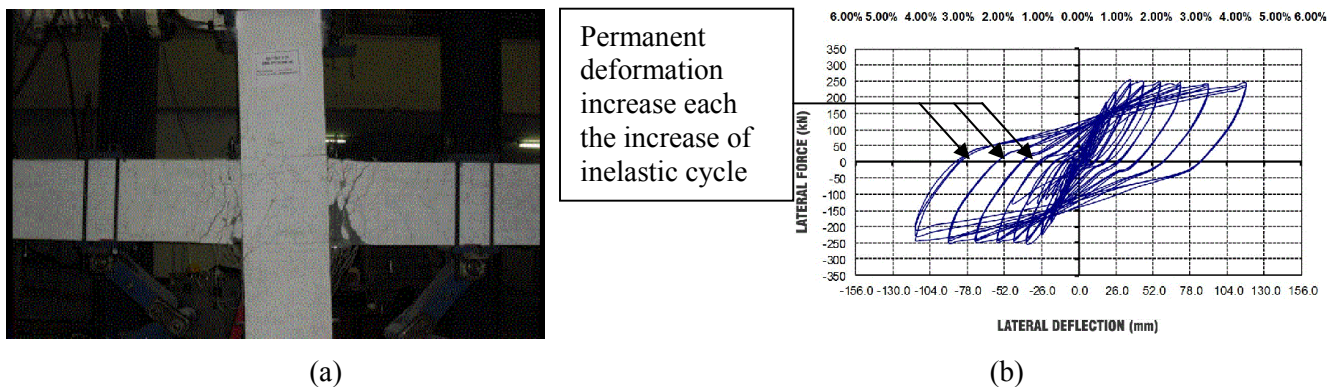 Permanent
deformation
increase each
the increase of
inelastic cycle
6.00% 5.00% 4.00% 3.00% 2.00% 1.00% 0.00% 1.00% 2.00% 3.00% 4.00% 5.00% 6.00%
350
300
250
200
150
100
50
0
-50
-100
-150
-200
-250
-300
-350
LATERAL FORCE (kN)
-156.0 -130.0 -104.0 -78.0 -52.0 -26.0 0.0 26.0 52.0 78.0 104.0 130.0 156.0
LATERAL DEFLECTION (mm)
(a)
(b)